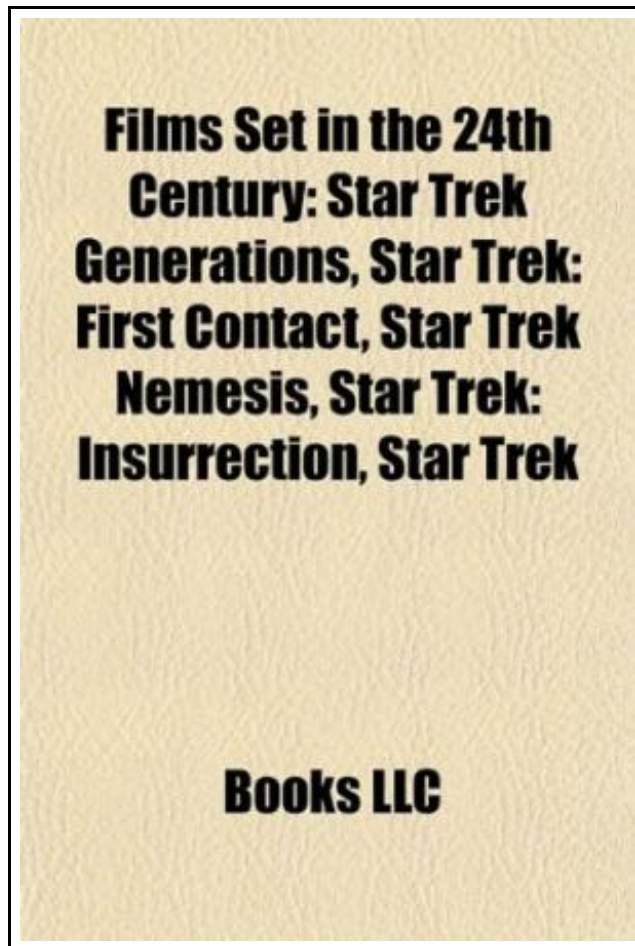 Films Set in the 24th
Century: Star Trek
Generations, Star Trek:
First Contact, Star Trek
Nemesis, Star Trek:
Insurrection, Star Trek
Books LLC